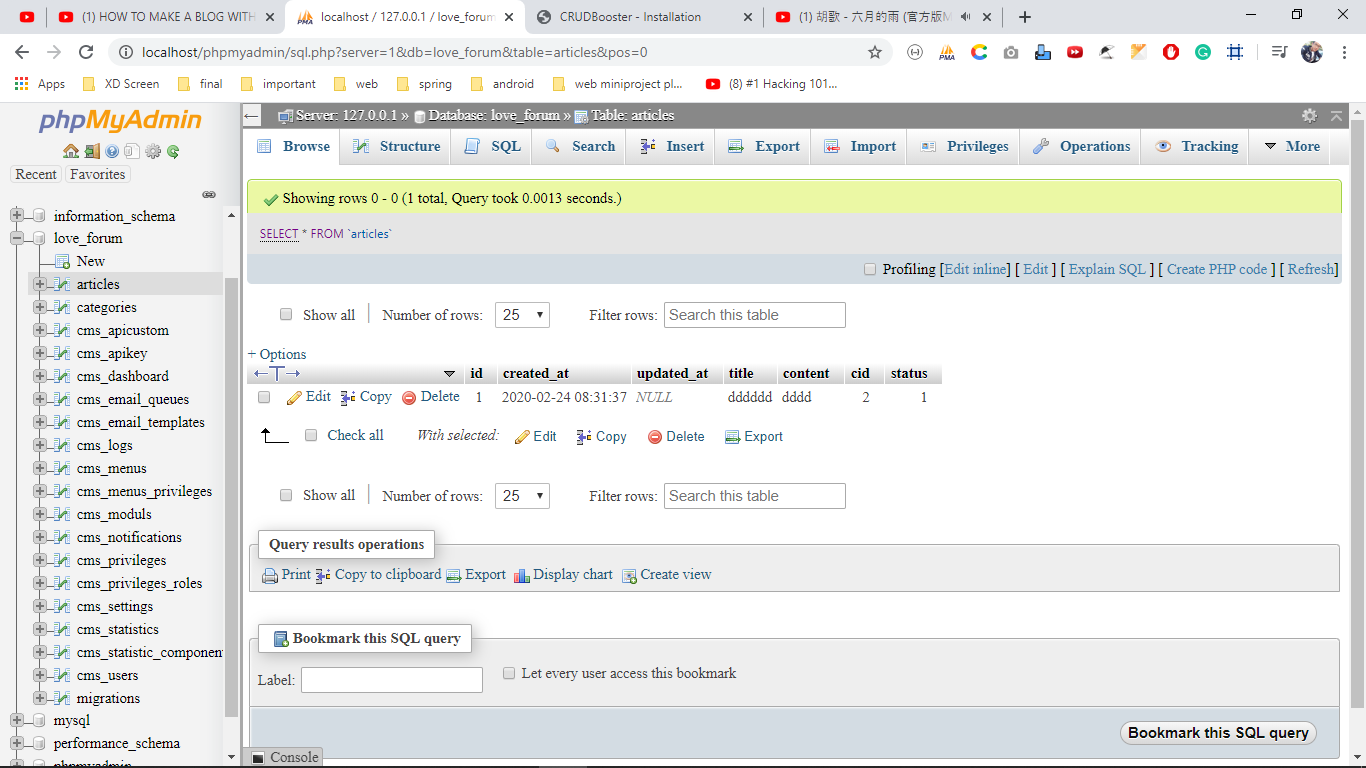 (1) HOW TO MAKE A BLOG WITH
localhost / 127.0.0.1 / love_forum
CRUDBooster - Installation
(1) 胡歌 - 六月的雨 (官方版M
localhost/phpmyadmin/sql.php?server=1&db=love_forum&table=articles&pos=0
Apps XD Screen final important web spring android web miniproject pl... (8) #1 Hacking 101...
phpMyAdmin
Recent Favorites
information_schema
love_forum
New
articles
categories
cms_apicustom
cms_apikey
cms_dashboard
cms_email_queues
cms_email_templates
cms_logs
cms_menus
cms_menus_privileges
cms_moduls
cms_notifications
cms_privileges
cms_privileges_roles
cms_settings
cms_statistics
cms_statistic_componen
cms_users
migrations
mysql
performance_schema
phpmyadmin
Server: 127.0.0.1 » Database: love_forum » Table: articles
Browse Structure SQL Search Insert Export Import Privileges Operations Tracking More
Showing rows 0 - 0 (1 total, Query took 0.0013 seconds.)
SELECT * FROM `articles`
Profiling [Edit inline] [ Edit ] [ Explain SQL ] [ Create PHP code ] [ Refresh]
Show all Number of rows: 25 Filter rows: Search this table
+ Options
id created_at updated_at title content cid status
Edit Copy Delete 1 2020-02-24 08:31:37 NULL dddddd dddd 2 1
Check all With selected: Edit Copy Delete Export
Show all Number of rows: 25 Filter rows: Search this table
Query results operations
Print Copy to clipboard Export Display chart Create view
Bookmark this SQL query
Label: Let every user access this bookmark
Bookmark this SQL query
Console